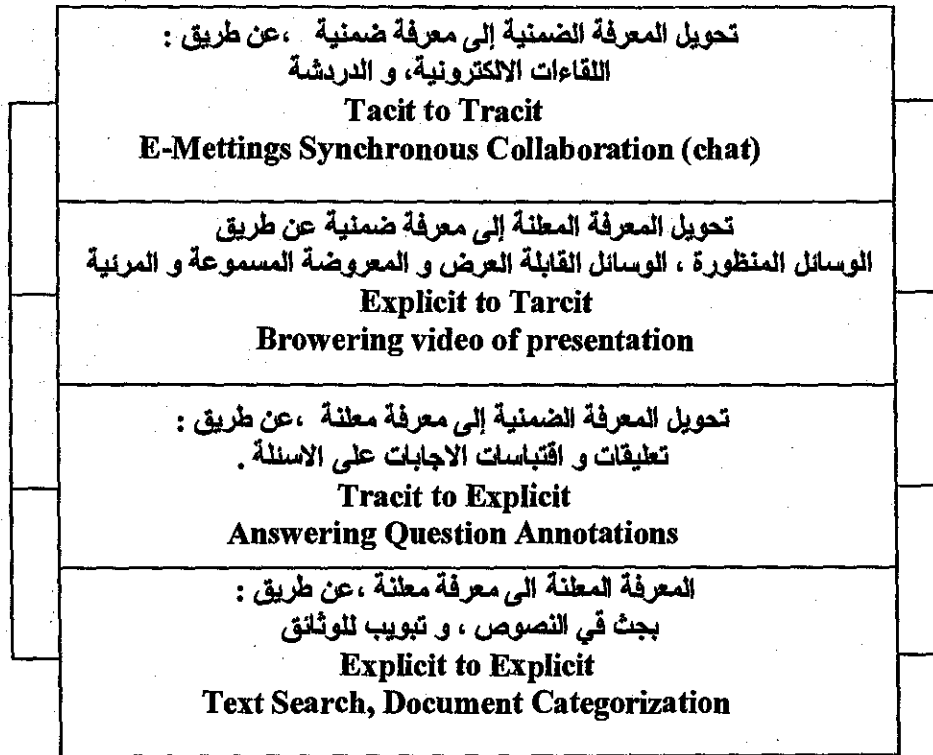 تحويل المعرفة الضمنية إلى معرفة ضمنية ،عن طريق :
اللقاءات الالكترونية، و الدردشة
Tacit to Tracit
E-Mettings Synchronous Collaboration (chat)
تحويل المعرفة المعلنة إلى معرفة ضمنية عن طريق
الوسائل المنظورة ، الوسائل القابلة العرض و المعروضة المسموعة و المرئية
Explicit to Tarcit
Browering video of presentation
تحويل المعرفة الضمنية إلى معرفة معلنة ،عن طريق :
تعليقات و اقتباسات الاجابات على الاسئلة .
Tracit to Explicit
Answering Question Annotations
المعرفة المعلنة الى معرفة معلنة ،عن طريق :
بجث قي النصوص ، و تبويب للوثائق
Explicit to Explicit
Text Search, Document Categorization